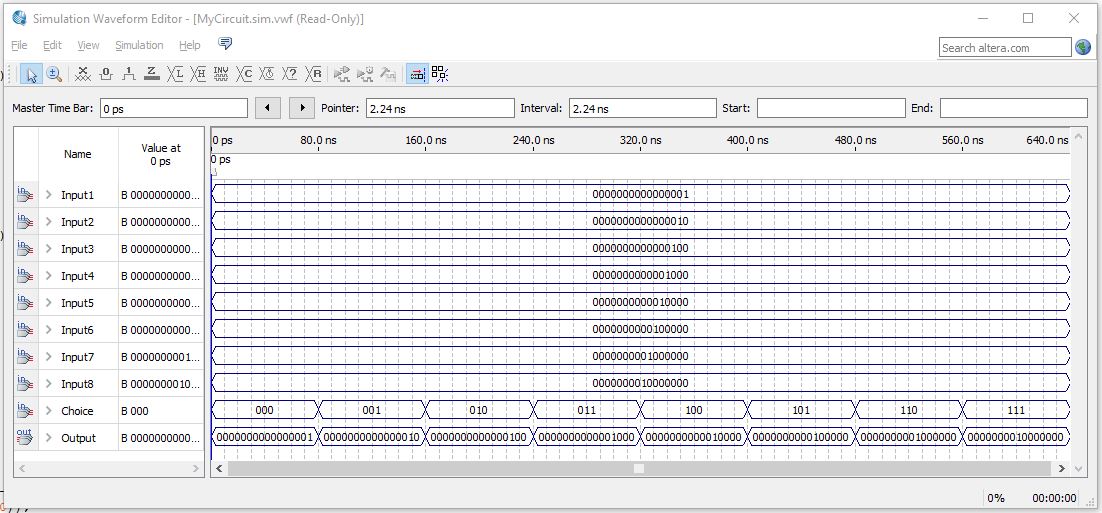 Simulation Waveform Editor - [MyCircuit.sim.vwf (Read-Only)]
File Edit View Simulation Help
Search altera.com
Master Time Bar: 0 ps Pointer: 2.24 ns Interval: 2.24 ns Start: End:
Name Value at 0 ps
0 ps 80.0 ns 160.0 ns 240.0 ns 320.0 ns 400.0 ns 480.0 ns 560.0 ns 640.0 ns
0 ps
Input1 B 0000000000... 0000000000000001
Input2 B 0000000000... 0000000000000010
Input3 B 0000000000... 0000000000000100
Input4 B 0000000000... 0000000000001000
Input5 B 0000000000... 0000000000010000
Input6 B 0000000000... 0000000000100000
Input7 B 0000000001... 0000000001000000
Input8 B 0000000010... 0000000010000000
Choice B 000 000 001 010 011 100 101 110 111
Output B 0000000000... 0000000000000001 0000000000000010 0000000000000100 0000000000001000 0000000000010000 0000000000100000 0000000001000000 0000000010000000
0% 00:00:00